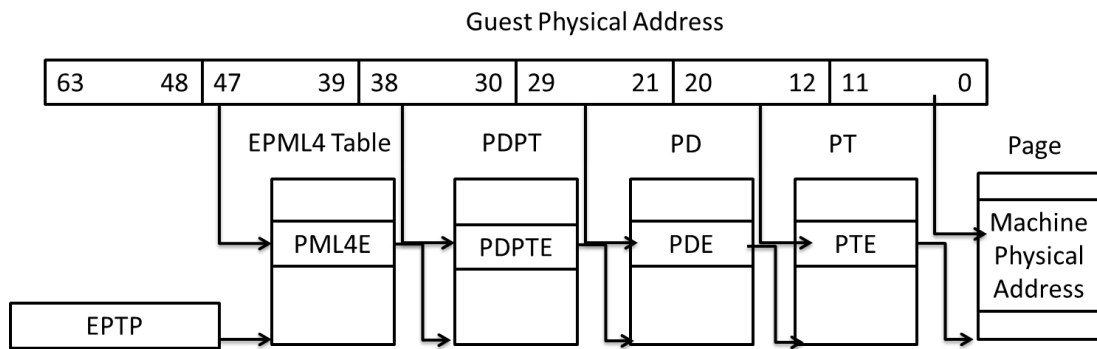 Guest Physical Address
63 48 47 39 38 30 29 21 20 12 11 0
EPML4 Table PDPT PD PT Page
PML4E PDPTE PDE PTE Machine
Physical
Address
EPTP